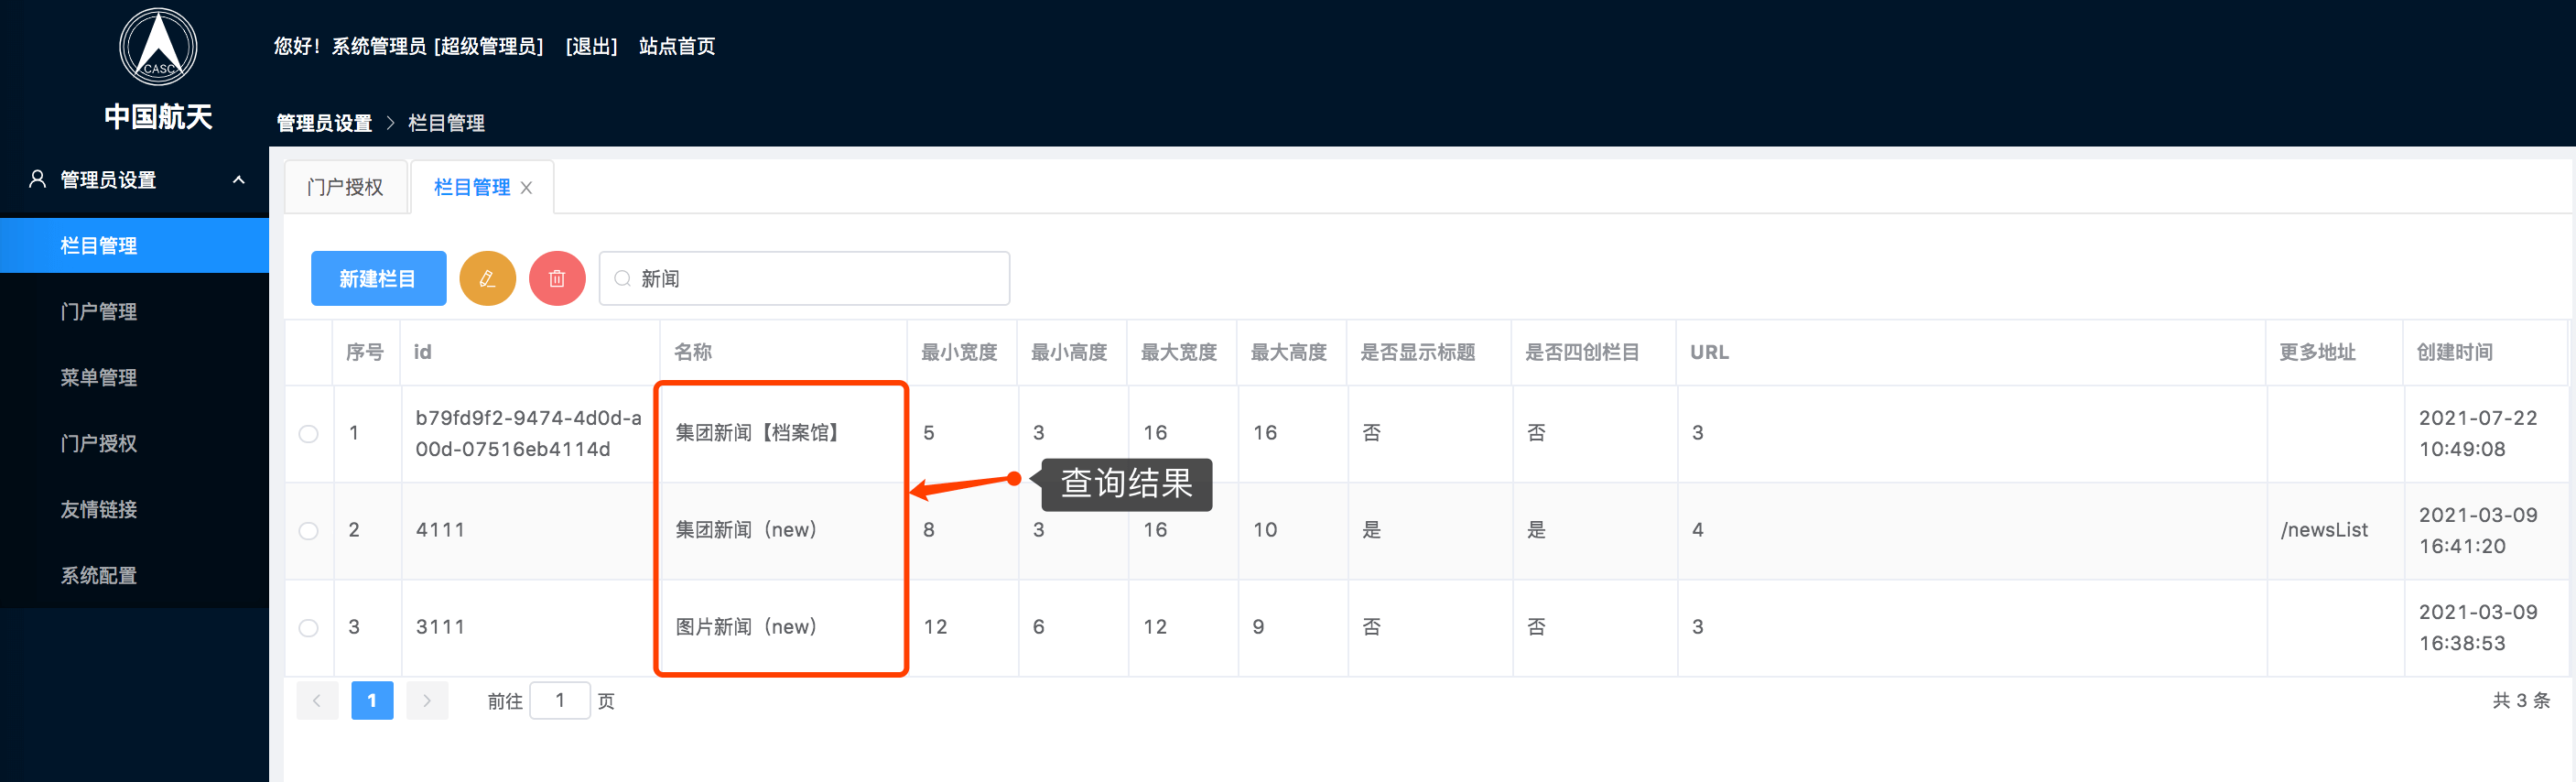 CASC
中国航天
您好！系统管理员 [超级管理员] [退出] 站点首页
管理员设置 > 栏目管理
管理员设置
栏目管理
门户管理
菜单管理
门户授权
友情链接
系统配置
门户授权 栏目管理 X
新建栏目 新闻
序号 id 名称 最小宽度 最小高度 最大宽度 最大高度 是否显示标题 是否四创栏目 URL 更多地址 创建时间
1 b79fd9f2-9474-4d0d-a 集团新闻【档案馆】 5 3 16 16 否 否 3 2021-07-22
00d-07516eb4114d 10:49:08
查询结果
2 4111 集团新闻（new） 8 3 16 10 是 是 4 /newsList 2021-03-09
16:41:20
3 3111 图片新闻（new） 12 6 12 9 否 否 3 2021-03-09
16:38:53
< 1 > 前往 1 页 共 3 条